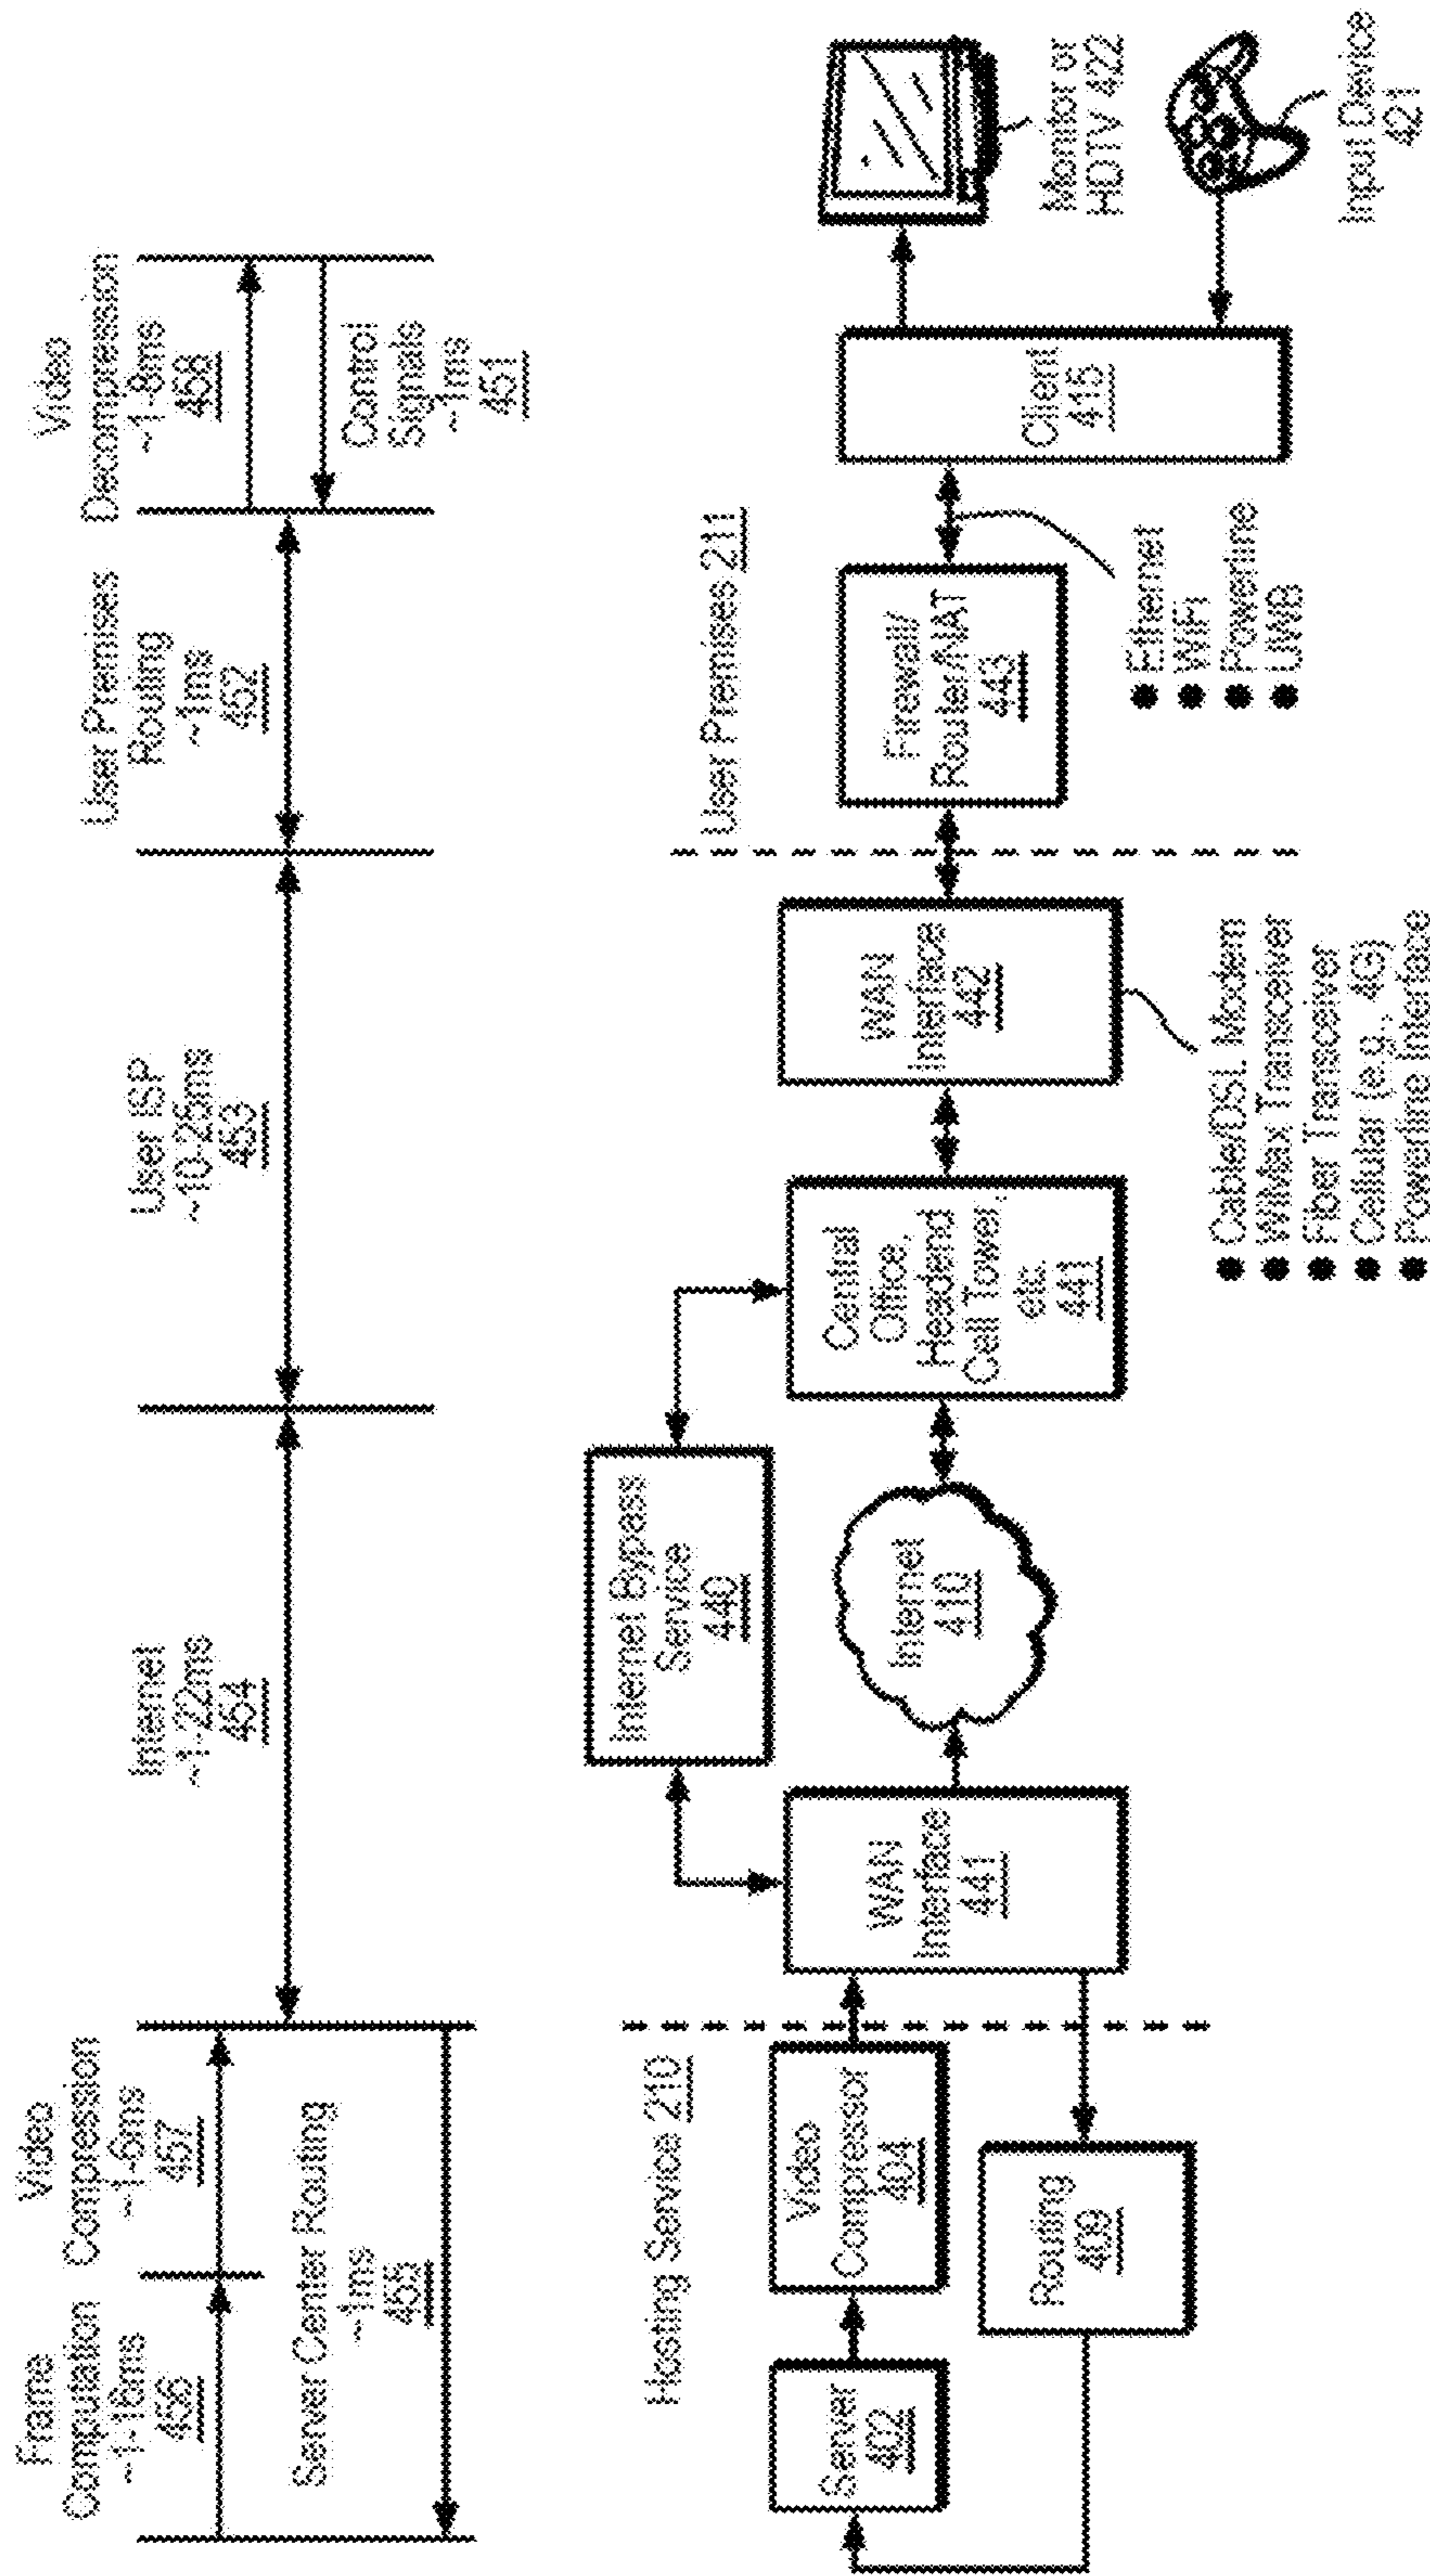 Frame
Computation
~1-16ms
456
Video
Compression
~1-6ms
457
Server Center Routing
~1ms
455
Internet
~1-22ms
454
User ISP
~10-25ms
453
User Premises
Routing
~1ms
452
Video
Decompression
~1-8ms
458
Control
Signals
~1ms
451
Hosting Service 210
Server
402
Video
Compressor
404
Routing
409
WAN
Interface
441
Internet Bypass
Service
440
Internet
410
Central
Office,
Headend
Call Tower,
etc.
441
WAN
Interface
442
● Cable/DSL Modem
● WiMax Transceiver
● Fiber Transceiver
● Cellular (e.g., 4G)
● Powerline Interface
User Premises 211
Firewall/
Router/NAT
443
● Ethernet
● WiFi
● Powerline
● UWB
Client
415
Monitor or
HDTV 422
Input Device
421